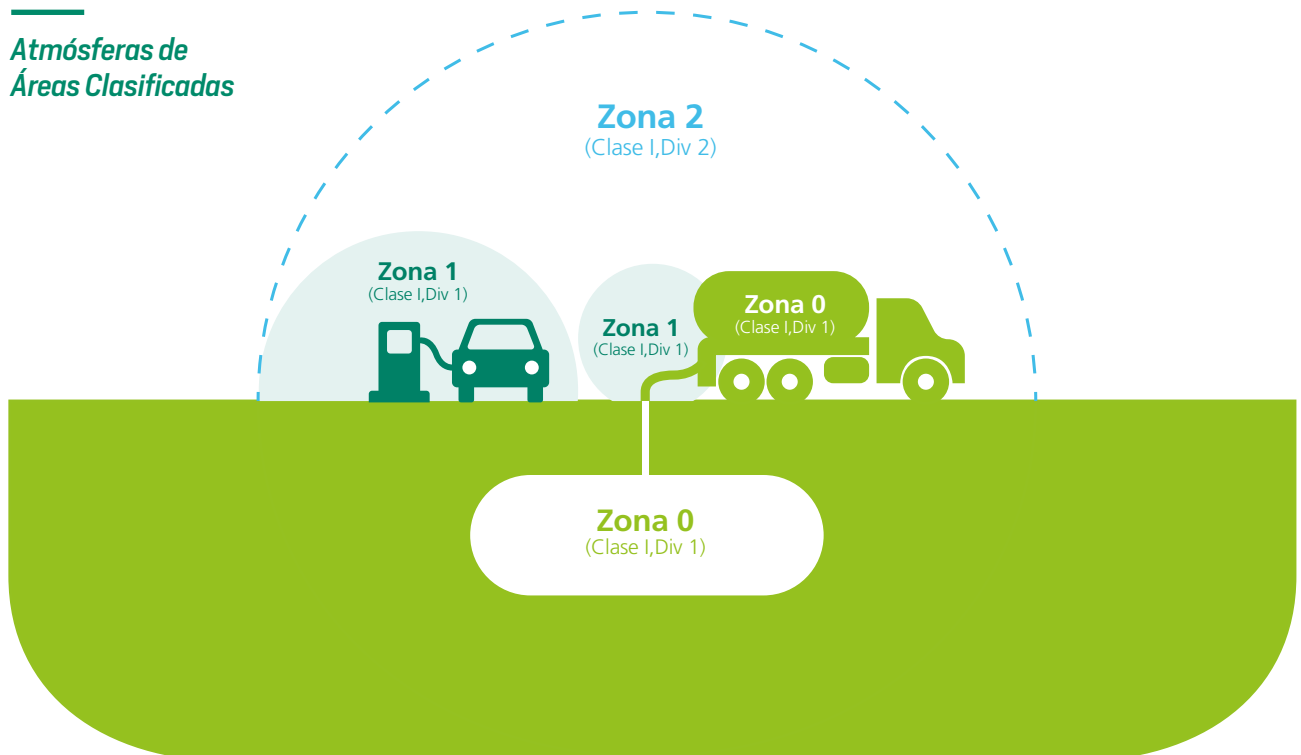 Atmósferas de
Áreas Clasificadas
Zona 2
(Clase I,Div 2)
Zona 1
(Clase I,Div 1)
Zona 1
(Clase I,Div 1)
Zona 0
(Clase I,Div 1)
Zona 0
(Clase I,Div 1)